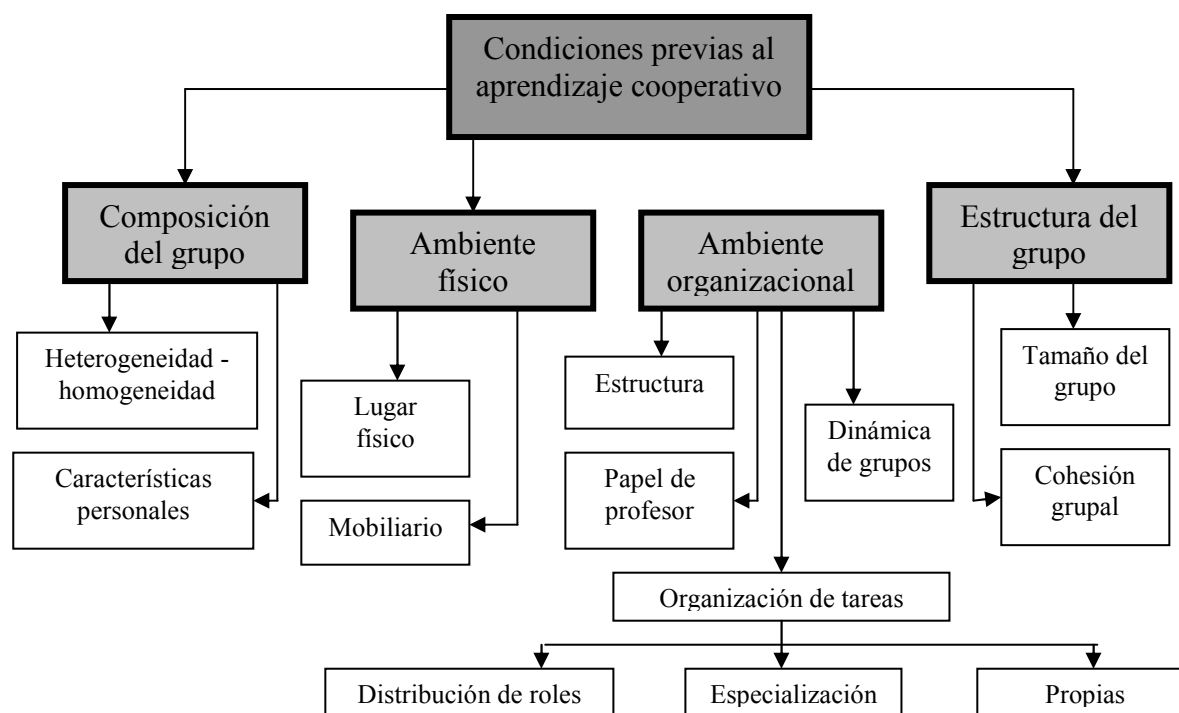 Condiciones previas al
aprendizaje cooperativo
Composición
del grupo
Ambiente
físico
Ambiente
organizacional
Estructura del
grupo
Heterogeneidad -
homogeneidad
Características
personales
Lugar
físico
Mobiliario
Estructura
Papel de
profesor
Dinámica
de grupos
Tamaño del
grupo
Cohesión
grupal
Organización de tareas
Distribución de roles
Especialización
Propias